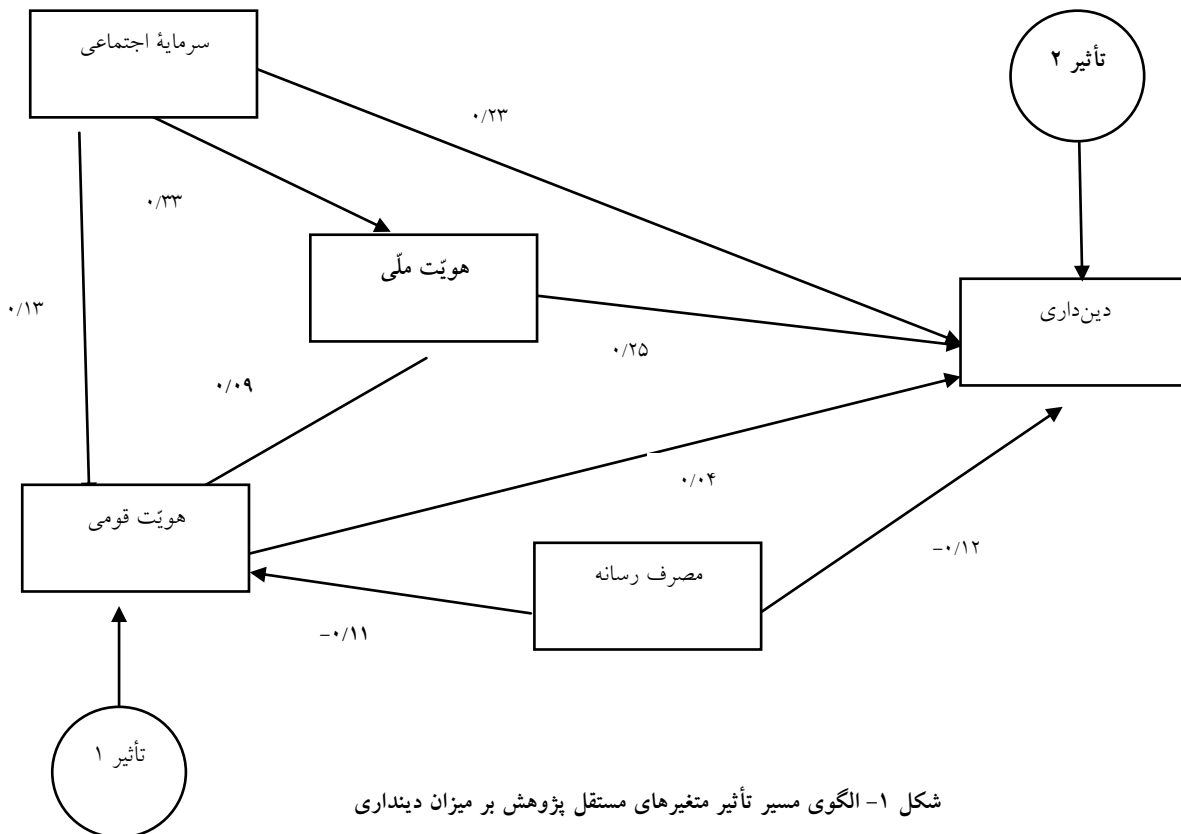 سرمایهٔ اجتماعی
تأثیر ۲
۰/۲۳
۰/۳۳
هویّت ملّی
دین‌داری
۰/۱۳
۰/۲۵
۰/۰۹
۰/۰۴
هویّت قومی
مصرف رسانه
-۰/۱۲
-۰/۱۱
تأثیر ۱
شکل ۱- الگوی مسیر تأثیر متغیرهای مستقل پژوهش بر میزان دینداری